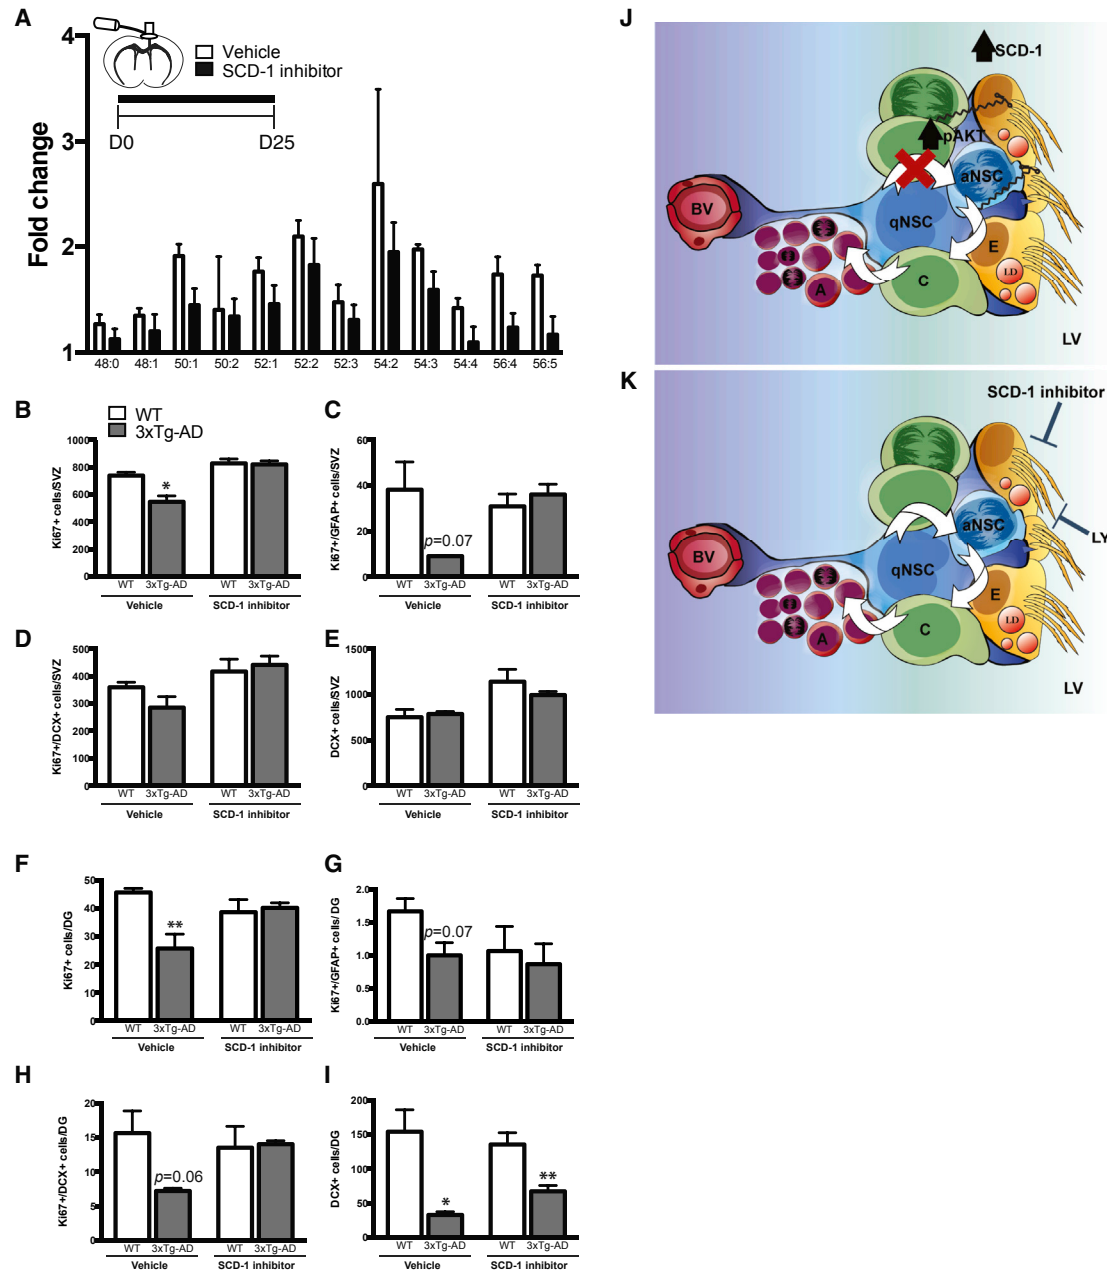 A
4
3
2
1
Fold change
Vehicle
SCD-1 inhibitor
D0 D25
48:0 48:1 50:1 50:2 52:1 52:2 52:3 54:2 54:3 54:4 56:4 56:5
B
WT
3xTg-AD
1000
800
600
400
200
0
Ki67+ cells/SVZ
*
WT 3xTg-AD WT 3xTg-AD
Vehicle SCD-1 inhibitor
C
60
40
20
0
Ki67+/GFAP+ cells/SVZ
p=0.07
WT 3xTg-AD WT 3xTg-AD
Vehicle SCD-1 inhibitor
D
500
400
300
200
100
0
Ki67+/DCX+ cells/SVZ
WT 3xTg-AD WT 3xTg-AD
Vehicle SCD-1 inhibitor
E
1500
1000
500
0
DCX+ cells/SVZ
WT 3xTg-AD WT 3xTg-AD
Vehicle SCD-1 inhibitor
F
50
40
30
20
10
0
Ki67+ cells/DG
**
WT 3xTg-AD WT 3xTg-AD
Vehicle SCD-1 inhibitor
G
2.0
1.5
1.0
0.5
0.0
Ki67+/GFAP+ cells/ DG
p=0.07
WT 3xTg-AD WT 3xTg-AD
Vehicle SCD-1 inhibitor
H
20
15
10
5
0
Ki67+/DCX+ cells/DG
p=0.06
WT 3xTg-AD WT 3xTg-AD
Vehicle SCD-1 inhibitor
I
200
150
100
50
0
DCX+ cells/DG
*
**
WT 3xTg-AD WT 3xTg-AD
Vehicle SCD-1 inhibitor
J
SCD-1
pAKT
aNSC
BV
qNSC
E
LD
A
C
LV
K
SCD-1 inhibitor
aNSC
LY
BV
qNSC
E
LD
A
C
LV